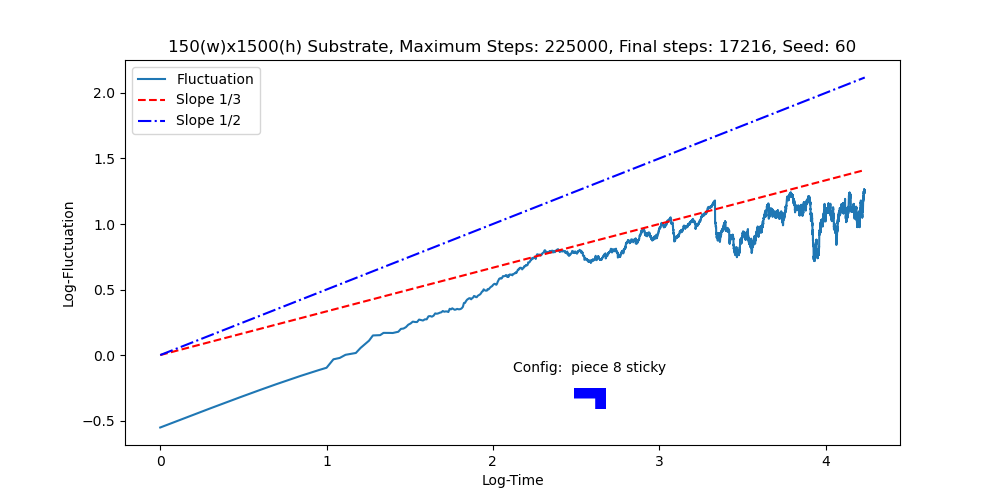 150(w)x1500(h) Substrate, Maximum Steps: 225000, Final steps: 17216, Seed: 60
Fluctuation
Slope 1/3
Slope 1/2
2.0
1.5
1.0
0.5
0.0
−0.5
Log-Fluctuation
Config:  piece 8 sticky
0 1 2 3 4
Log-Time